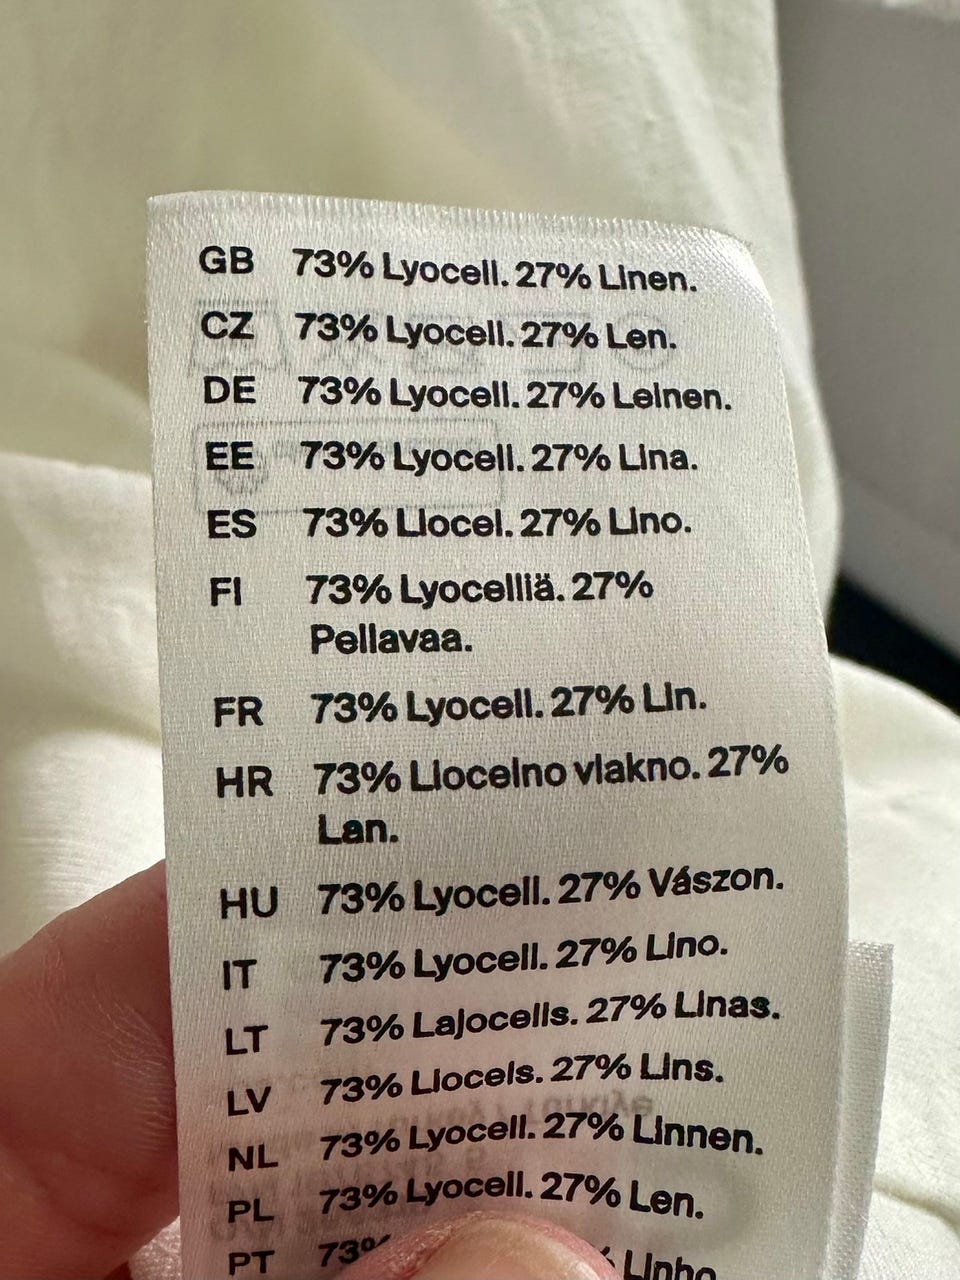 GB 73% Lyocell. 27% Linen.
CZ 73% Lyocell. 27% Len.
DE 73% Lyocell. 27% Leinen.
EE 73% Lyocell. 27% Lina.
ES 73% Liocel. 27% Lino.
FI 73% Lyocelliä. 27%
Pellavaa.
FR 73% Lyocell. 27% Lin.
HR 73% Liocelno vlakno. 27%
Lan.
HU 73% Lyocell. 27% Vászon.
IT 73% Lyocell. 27% Lino.
LT 73% Lajocells. 27% Linas.
LV 73% Liocels. 27% Lins.
NL 73% Lyocell. 27% Linnen.
PL 73% Lyocell. 27% Len.
PT 73% Linho